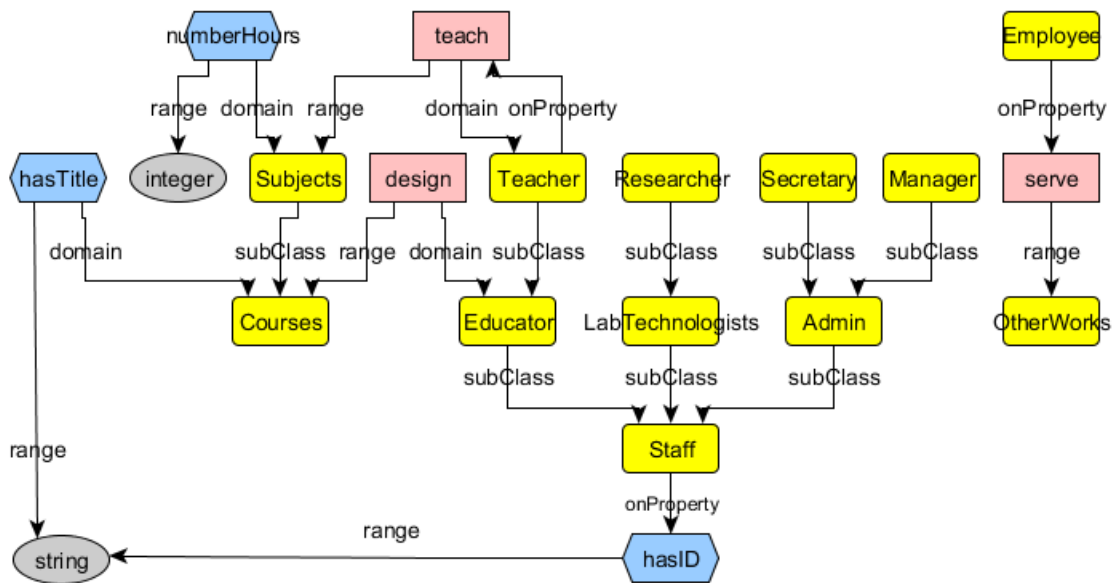 numberHours
teach
Employee
range
domain
range
domain
onProperty
onProperty
hasTitle
integer
Subjects
design
Teacher
Researcher
Secretary
Manager
serve
domain
subClass
range
domain
subClass
subClass
subClass
subClass
range
Courses
Educator
LabTechnologists
Admin
OtherWorks
subClass
subClass
subClass
range
Staff
onProperty
range
string
hasID